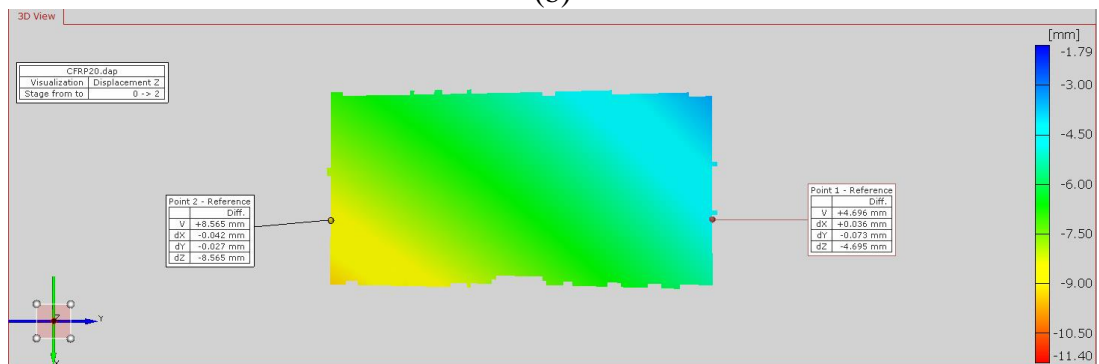 3D View
[mm]
CFRP20.dap
Visualization Displacement Z
Stage from to 0 -> 2
-1.79
-3.00
-4.50
-6.00
-7.50
-9.00
-10.50
-11.40
Point 2 - Reference
Diff.
V +8.565 mm
dX -0.042 mm
dY -0.027 mm
dZ -8.565 mm
Point 1 - Reference
Diff.
V +4.696 mm
dX +0.036 mm
dY -0.073 mm
dZ -4.695 mm
Z
Y